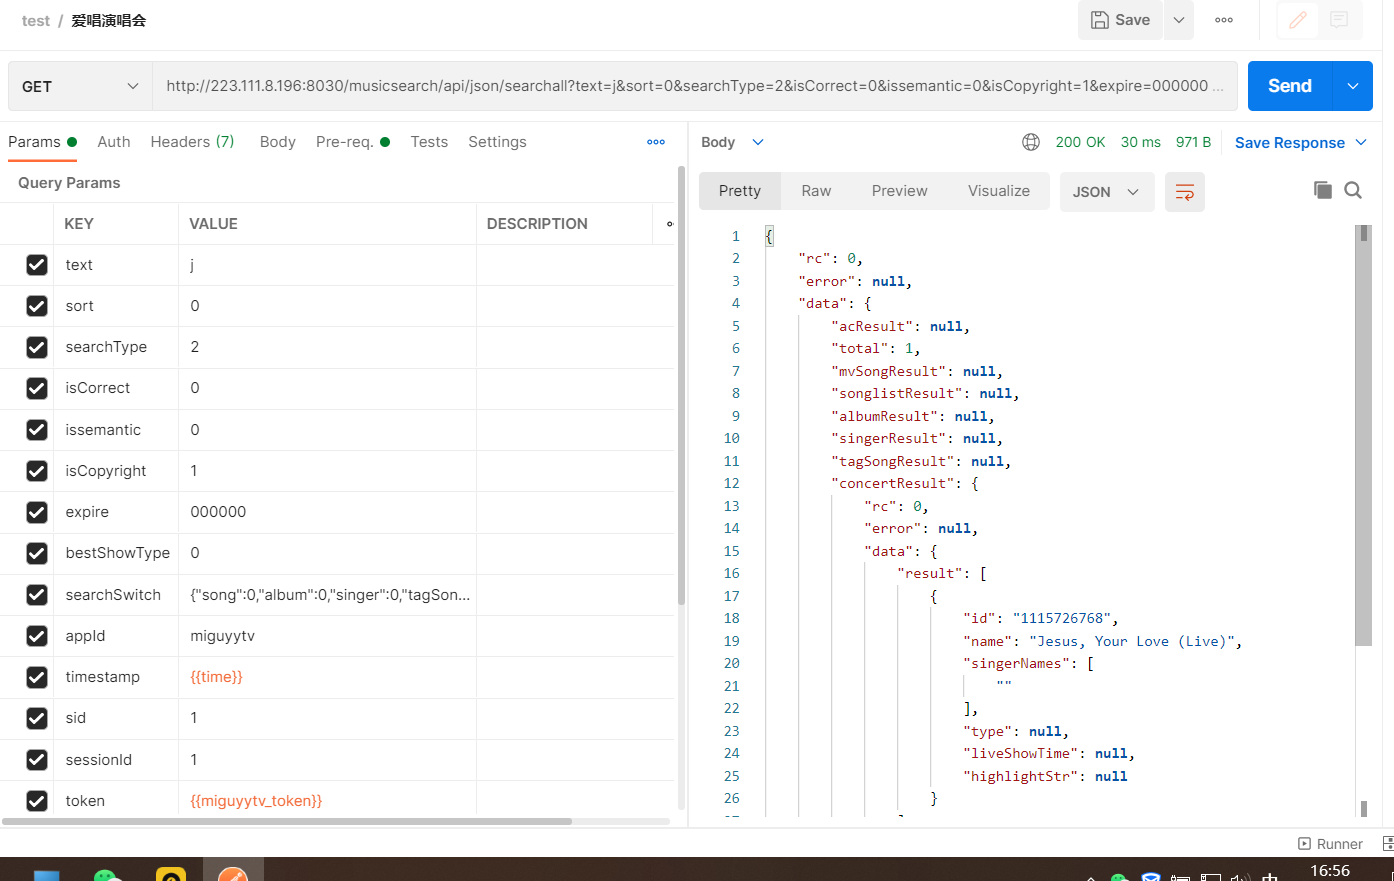 test / 爱唱演唱会
Save
GET
http://223.111.8.196:8030/musicsearch/api/json/searchall?text=j&sort=0&searchType=2&isCorrect=0&issemantic=0&isCopyright=1&expire=000000 ...
Send
Params
Auth
Headers (7)
Body
Pre-req.
Tests
Settings
Query Params
KEY VALUE DESCRIPTION
text j
sort 0
searchType 2
isCorrect 0
issemantic 0
isCopyright 1
expire 000000
bestShowType 0
searchSwitch {"song":0,"album":0,"singer":0,"tagSon...
appId miguyytv
timestamp {{time}}
sid 1
sessionId 1
token {{miguyytv_token}}
Body
200 OK 30 ms 971 B Save Response
Pretty Raw Preview Visualize JSON
1 {
2 "rc": 0,
3 "error": null,
4 "data": {
5 "acResult": null,
6 "total": 1,
7 "mvSongResult": null,
8 "songlistResult": null,
9 "albumResult": null,
10 "singerResult": null,
11 "tagSongResult": null,
12 "concertResult": {
13 "rc": 0,
14 "error": null,
15 "data": {
16 "result": [
17 {
18 "id": "1115726768",
19 "name": "Jesus, Your Love (Live)",
20 "singerNames": [
21 ""
22 ],
23 "type": null,
24 "liveShowTime": null,
25 "highlightStr": null
26 }
Runner
16:56